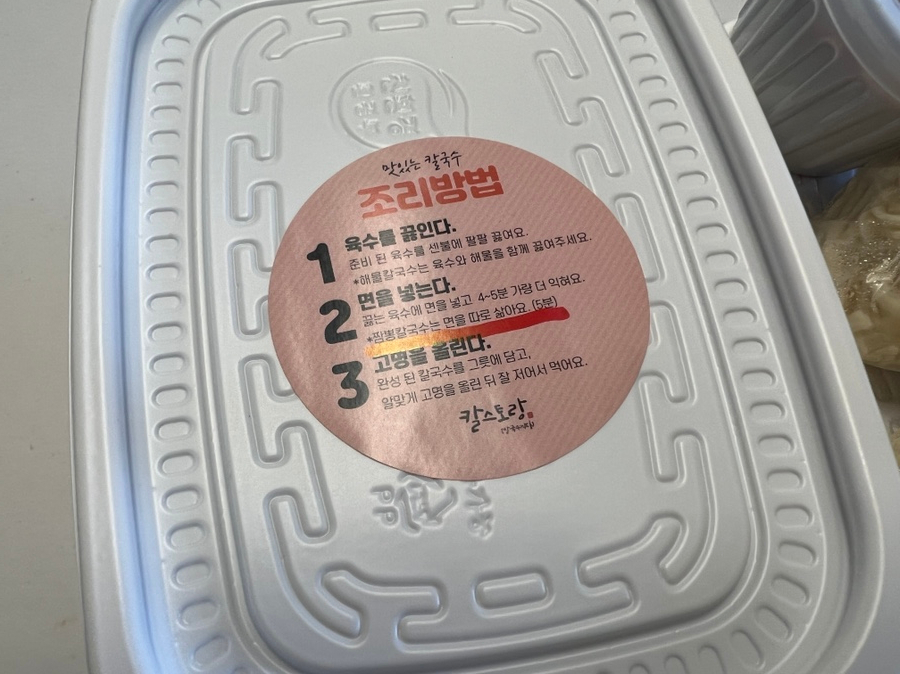 맛있는 칼국수
조리방법
1 육수를 끓인다.
준비 된 육수를 센불에 팔팔 끓여요.
*해물칼국수는 육수와 해물을 함께 끓여주세요.
2 면을 넣는다.
끓는 육수에 면을 넣고 4~5분 가량 더 익혀요.
*짬뽕칼국수는 면을 따로 삶아요. (5분)
3 고명을 올린다.
완성 된 칼국수를 그릇에 담고,
알맞게 고명을 올린 뒤 잘 저어서 먹어요.
칼스토랑